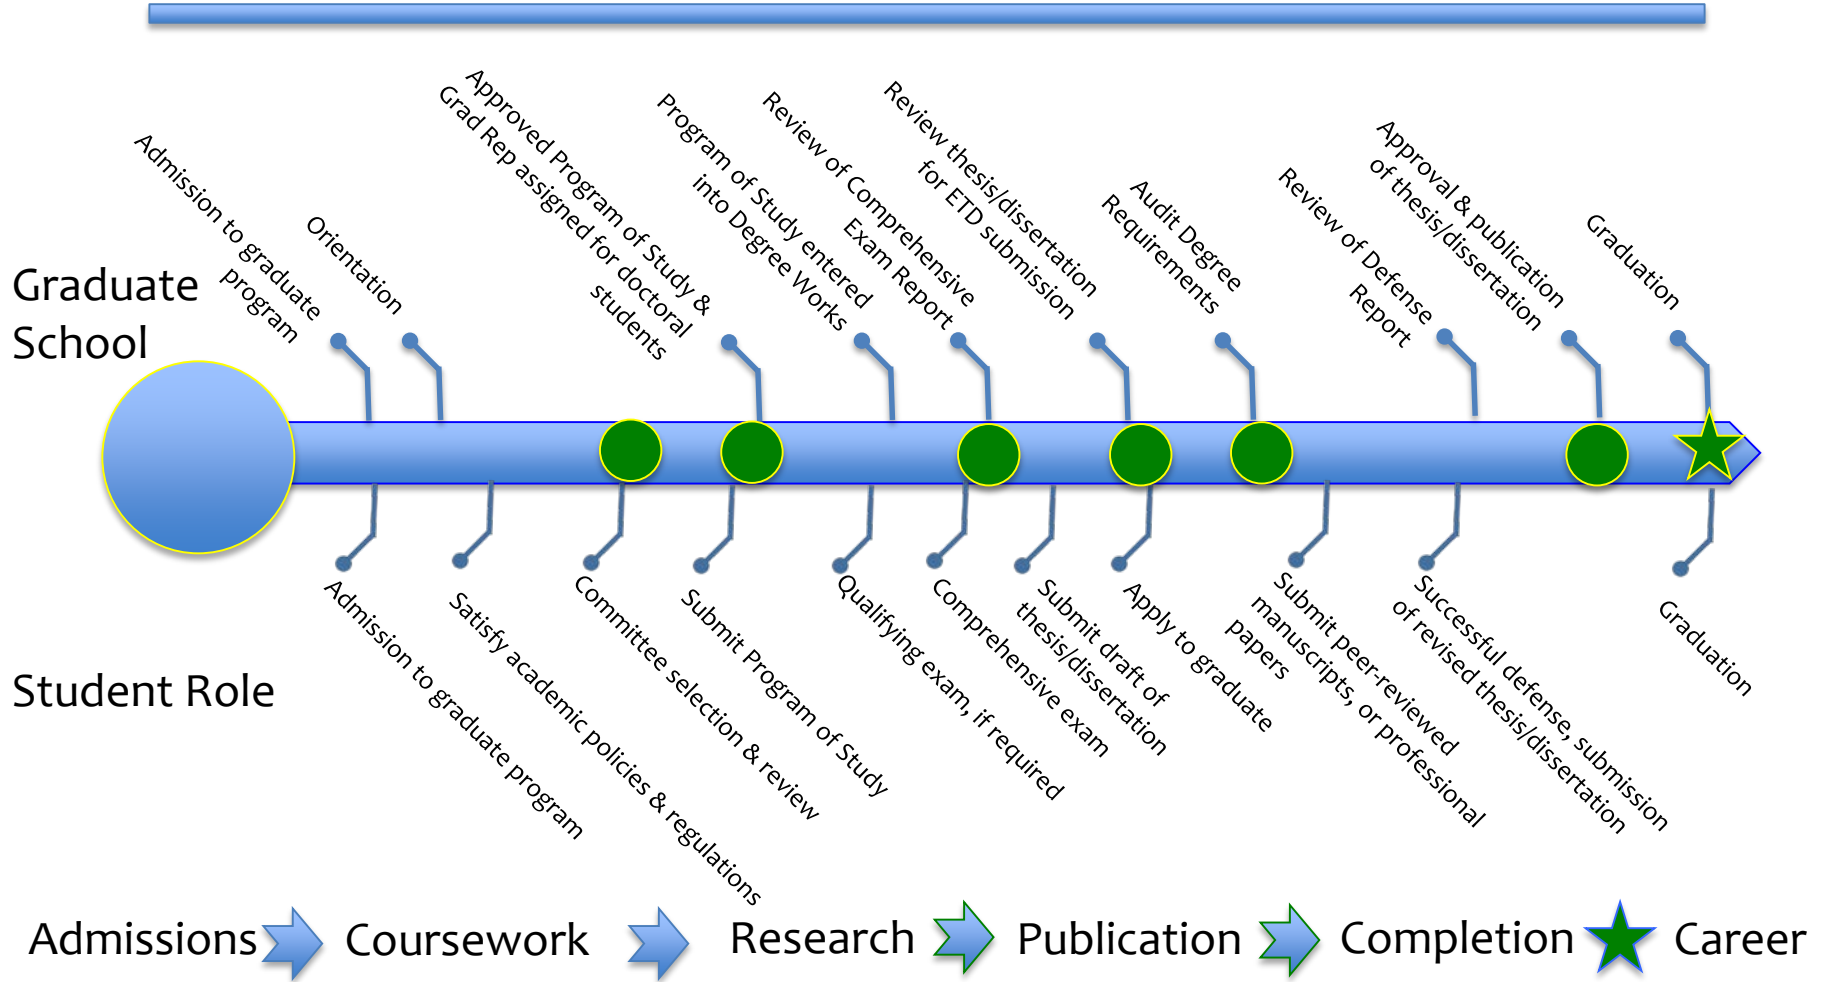 Graduate
School
Admission to graduate
program
Orientation
Approved Program of Study &
Grad Rep assigned for doctoral
students
Program of Study entered
into Degree Works
Review of Comprehensive
Exam Report
Review thesis/dissertation
for ETD submission
Audit Degree
Requirements
Review of Defense
Report
Approval & publication
of thesis/dissertation
Graduation
Student Role
Admission to graduate program
Satisfy academic policies & regulations
Committee selection & review
Submit Program of Study
Qualifying exam, if required
Comprehensive exam
Submit draft of
thesis/dissertation
Apply to graduate
Submit peer-reviewed
manuscripts, or professional
papers
Successful defense, submission
of revised thesis/dissertation
Graduation
Admissions Coursework Research Publication Completion Career